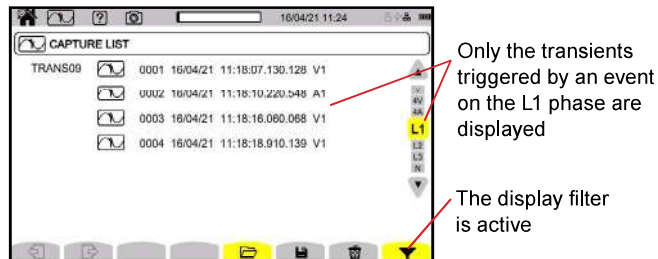 ?
16/04/21 11:24
CAPTURE LIST
TRANS09 0001 16/04/21 11:18:07.130.128 V1
0002 16/04/21 11:18:10.220.548 A1
0003 16/04/21 11:18:16.060.068 V1
0004 16/04/21 11:18:18.910.139 V1
4V
4A
L1
L2
L3
N
Only the transients
triggered by an event
on the L1 phase are
displayed
The display filter
is active